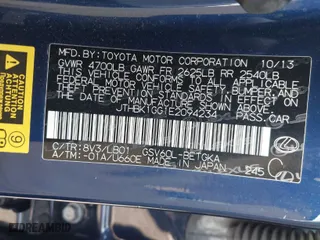 CAUTION
MFD. BY: TOYOTA MOTOR CORPORATION 10/13
GVWR 4700LB GAWR FR 2625LB RR 2540LB
THIS VEHICLE CONFORMS TO ALL APPLICABLE
FEDERAL MOTOR VEHICLE SAFETY, BUMPER, AND
THEFT PREVENTION STANDARDS IN EFFECT ON
THE DATE OF MANUFACTURE SHOWN ABOVE.
JTHBK1GG1E2094234 PASS.CAR
C/TR: 8V3/LB01 GSV60L-BETGKA
A/TM: -01A/U660E MADE IN JAPAN
245